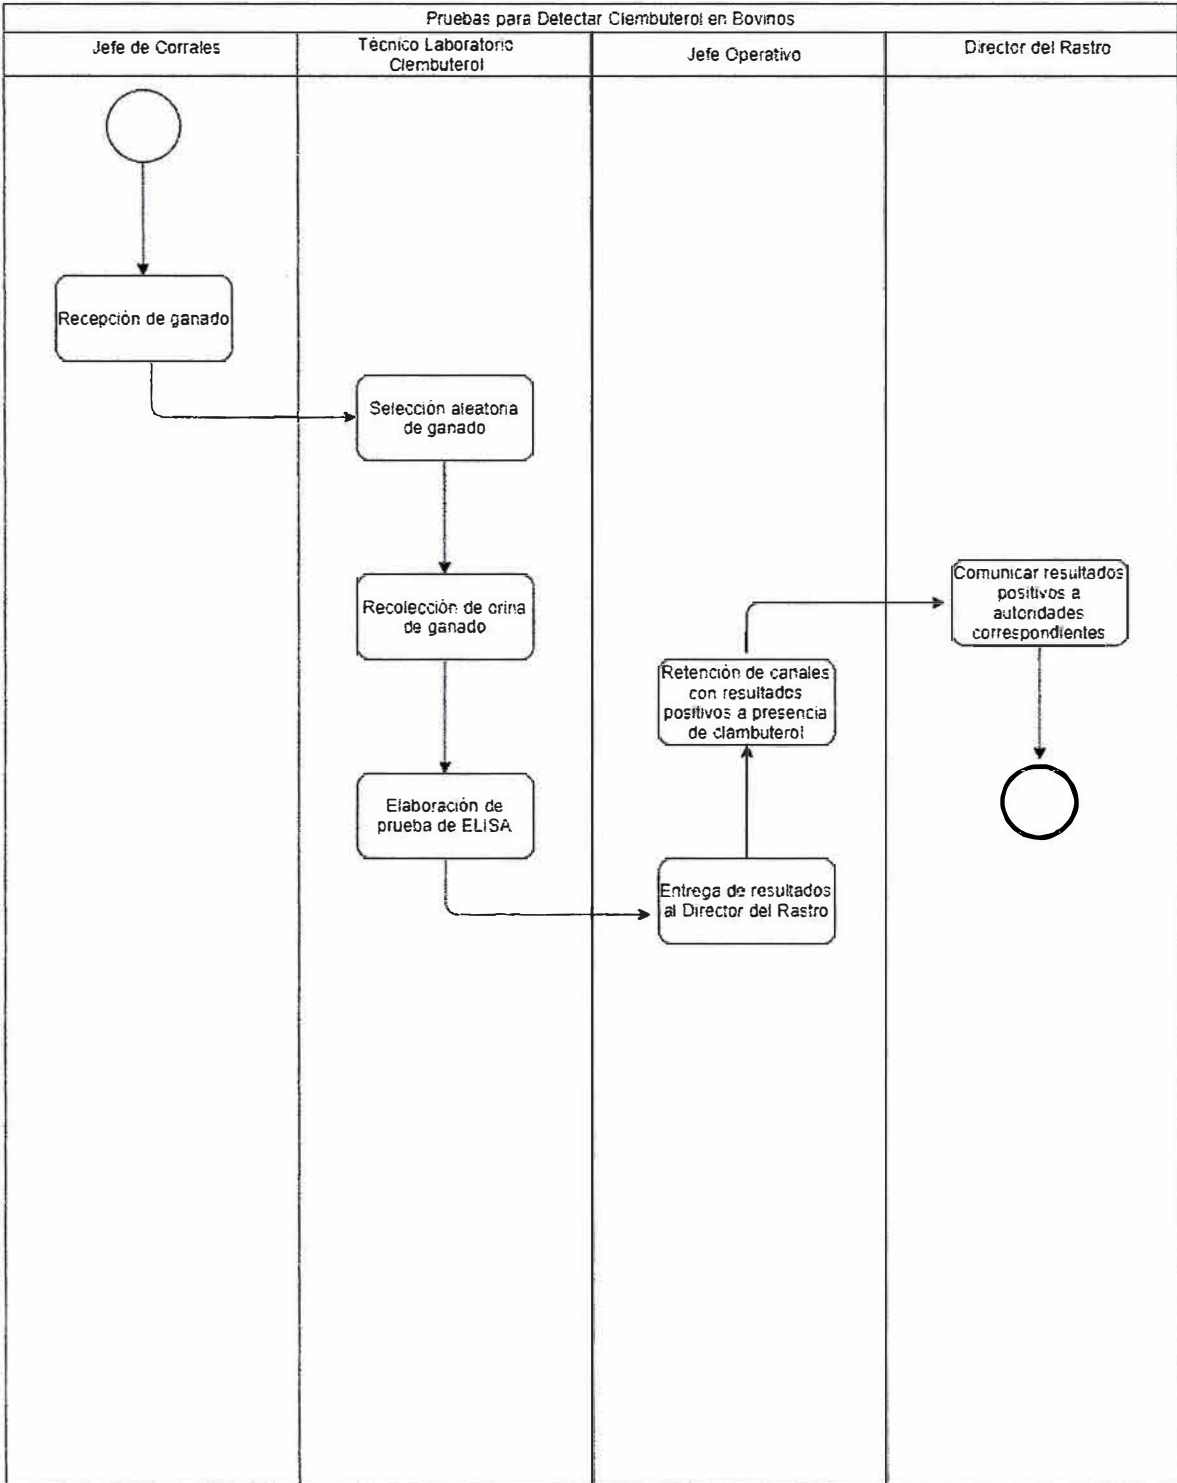 Pruebas para Detectar Clembuterol en Bovinos
Jefe de Corrales
Técnico Laboratorio
Clembuterol
Jefe Operativo
Director del Rastro
Recepción de ganado
Selección aleatoria
de ganado
Recolección de orina
de ganado
Elaboración de
prueba de ELISA
Entrega de resultados
al Director del Rastro
Retención de canales
con resultados
positivos a presencia
de clambuterol
Comunicar resultados
positivos a
autoridades
correspondientes